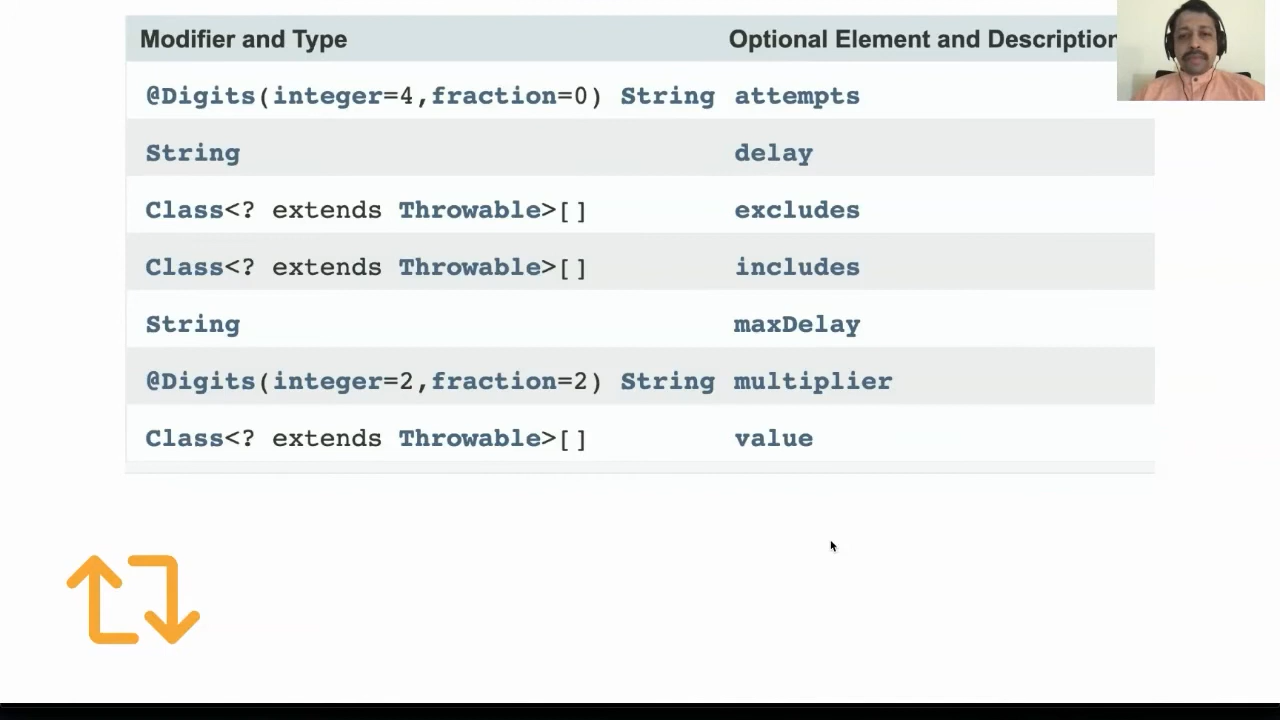 Modifier and Type Optional Element and Description
@Digits(integer=4,fraction=0) String attempts
String delay
Class<? extends Throwable>[] excludes
Class<? extends Throwable>[] includes
String maxDelay
@Digits(integer=2,fraction=2) String multiplier
Class<? extends Throwable>[] value